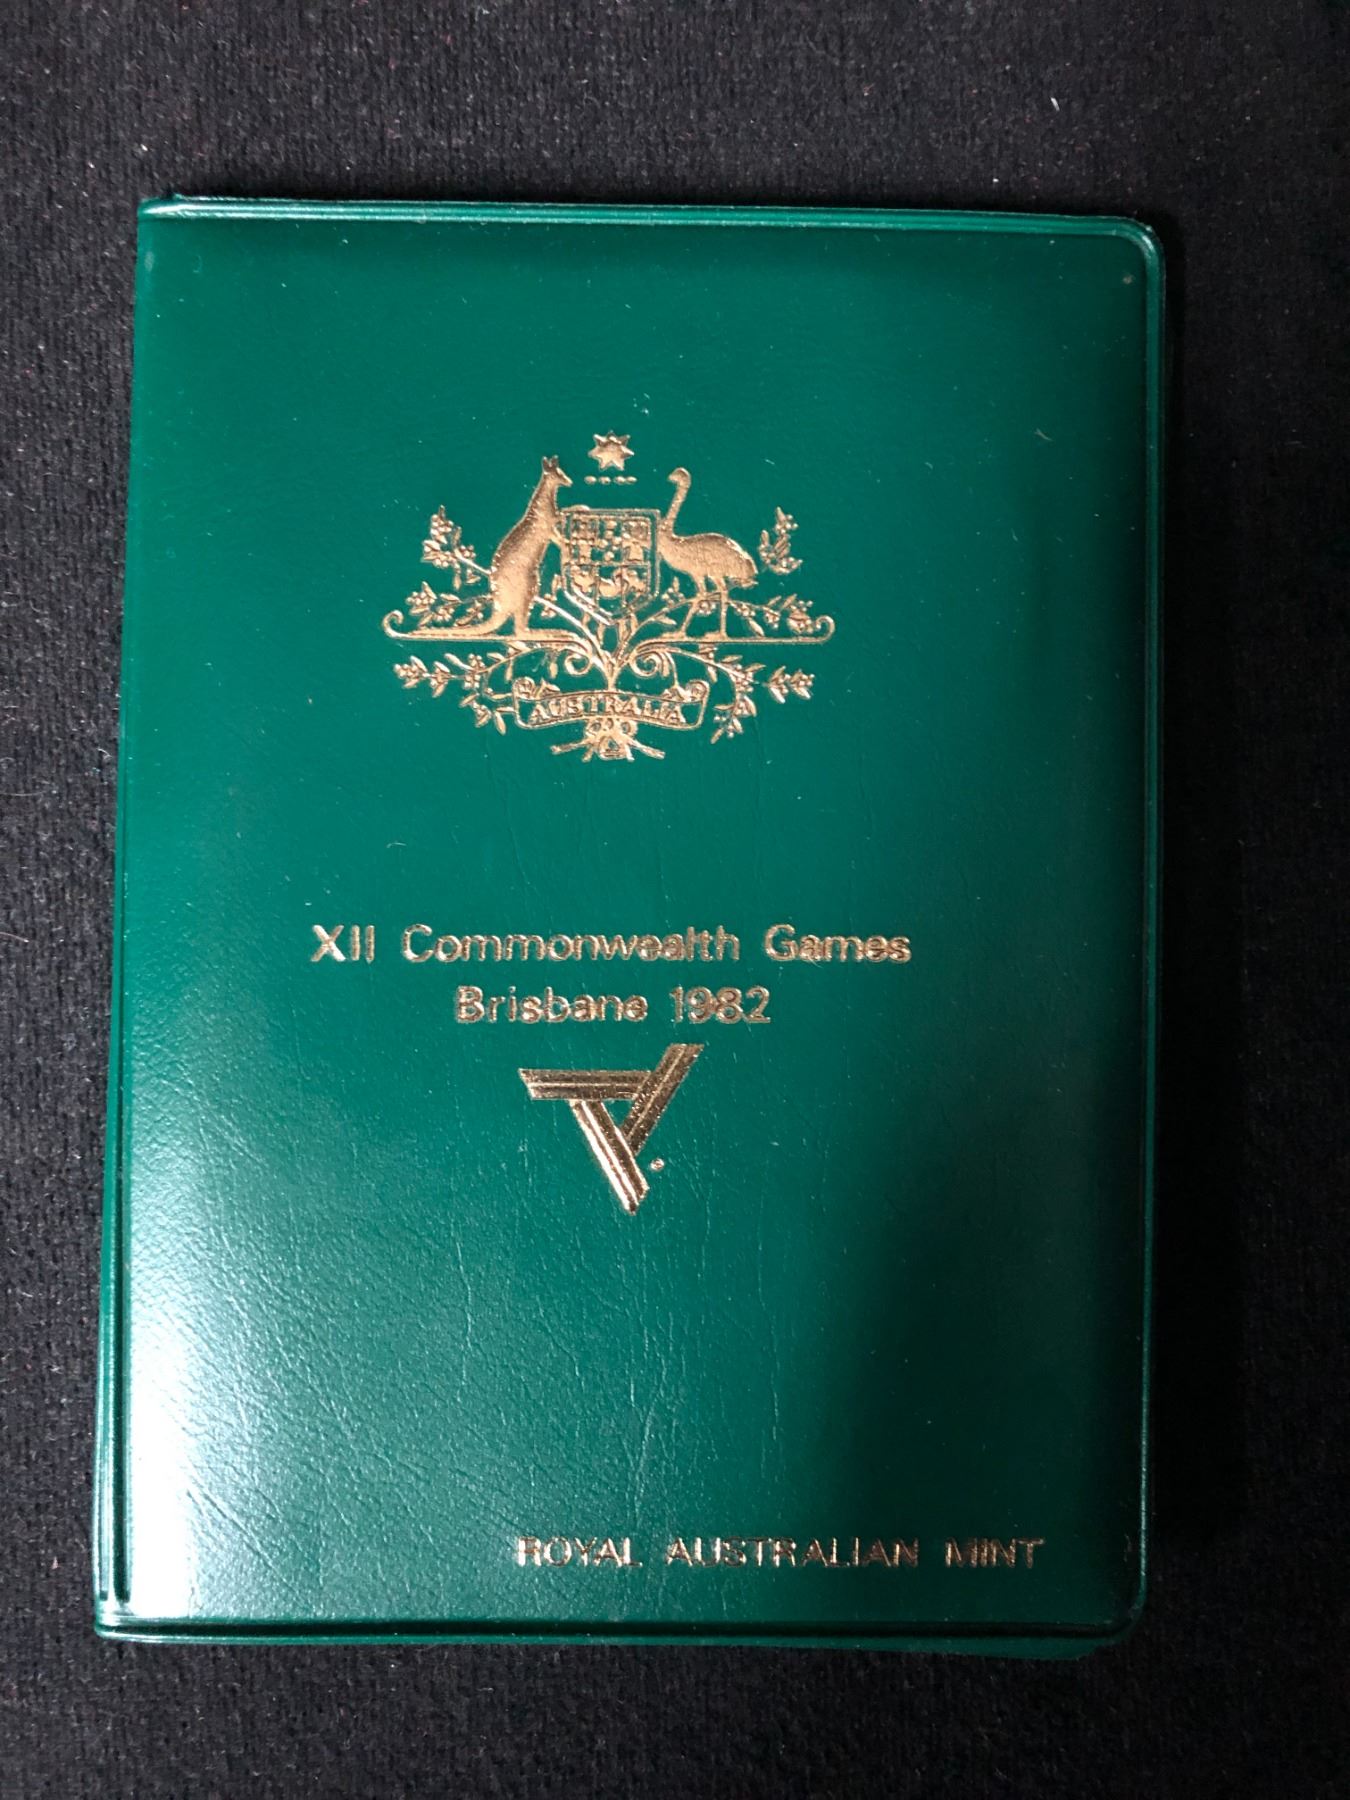 AUSTRALIA
XII Commonwealth Games
Brisbane 1982
ROYAL AUSTRALIAN MINT